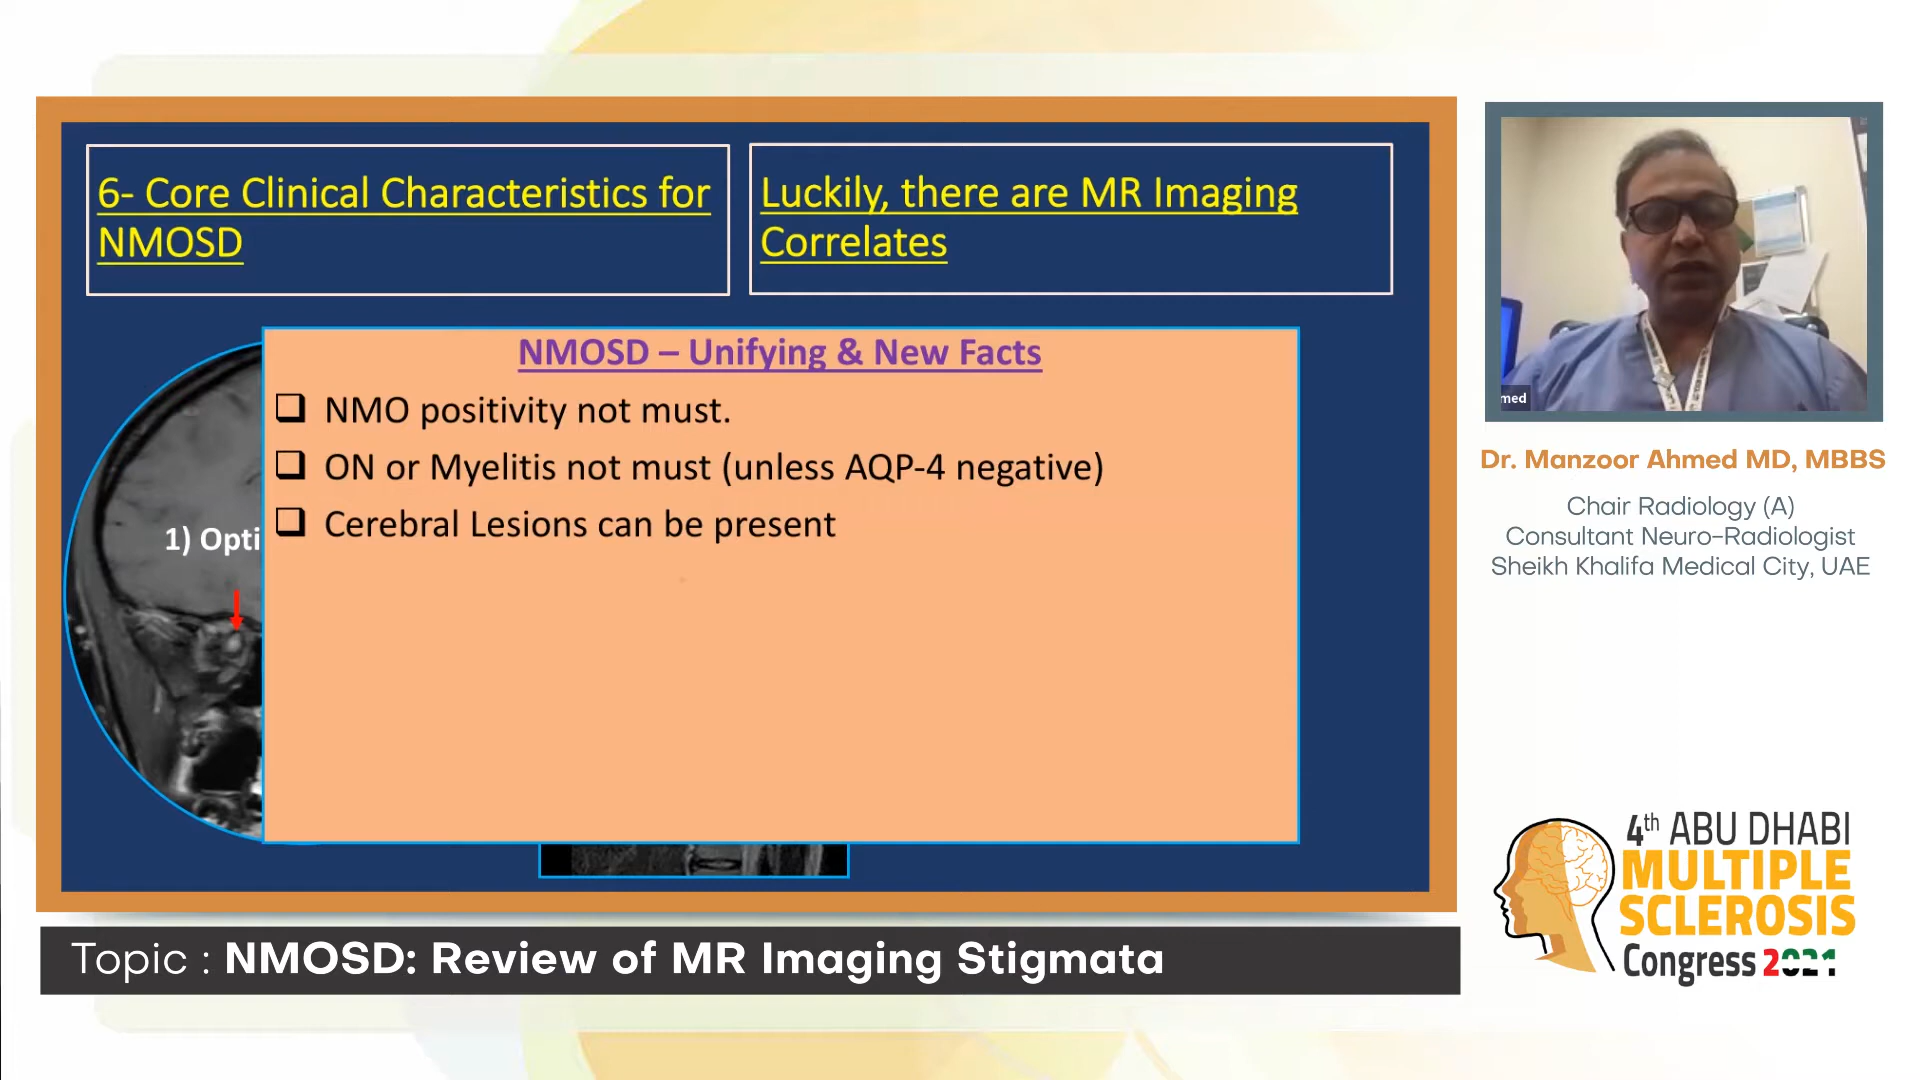 6- Core Clinical Characteristics for
NMOSD
Luckily, there are MR Imaging
Correlates
NMOSD – Unifying & New Facts
❑ NMO positivity not must.
❑ ON or Myelitis not must (unless AQP-4 negative)
❑ Cerebral Lesions can be present
1) Opti
med
Dr. Manzoor Ahmed MD, MBBS
Chair Radiology (A)
Consultant Neuro-Radiologist
Sheikh Khalifa Medical City, UAE
4th ABU DHABI
MULTIPLE
SCLEROSIS
Congress 2021
Topic : NMOSD: Review of MR Imaging Stigmata